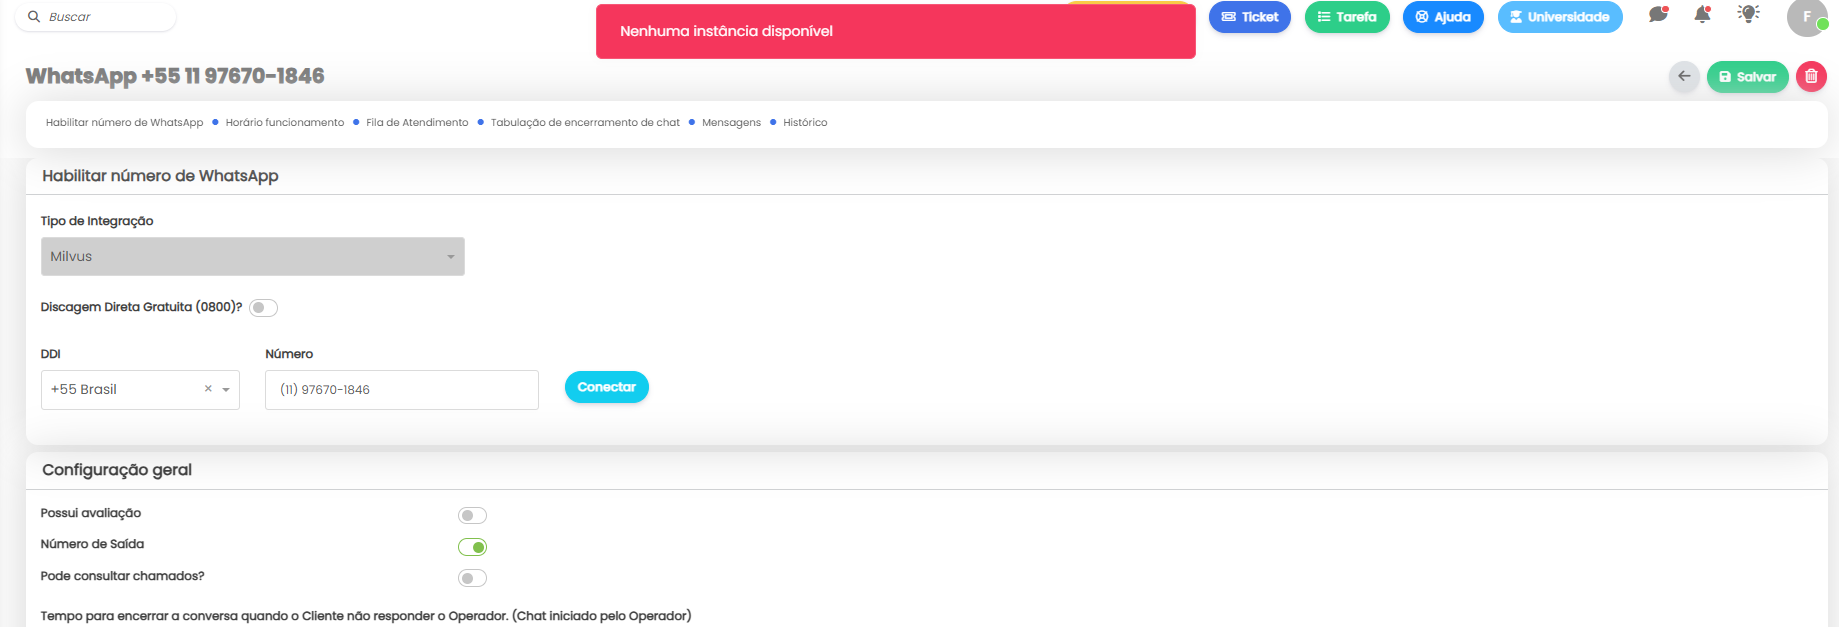 Buscar
Nenhuma instância disponível
Ticket
Tarefa
Ajuda
Universidade
F
WhatsApp +55 11 97670-1846
Salvar
Habilitar número de WhatsApp
Horário funcionamento
Fila de Atendimento
Tabulação de encerramento de chat
Mensagens
Histórico
Habilitar número de WhatsApp
Tipo de Integração
Milvus
Discagem Direta Gratuita (0800)?
DDI
Número
+55 Brasil
×
(11) 97670-1846
Conectar
Configuração geral
Possui avaliação
Número de Saída
Pode consultar chamados?
Tempo para encerrar a conversa quando o Cliente não responder o Operador. (Chat iniciado pelo Operador)